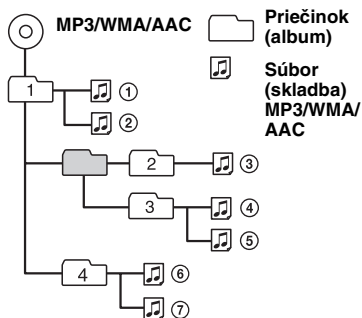 MP3/WMA/AAC
Priečinok
(album)
Súbor
(skladba)
MP3/WMA/
AAC
1
①
②
2
③
3
④
⑤
4
⑥
⑦